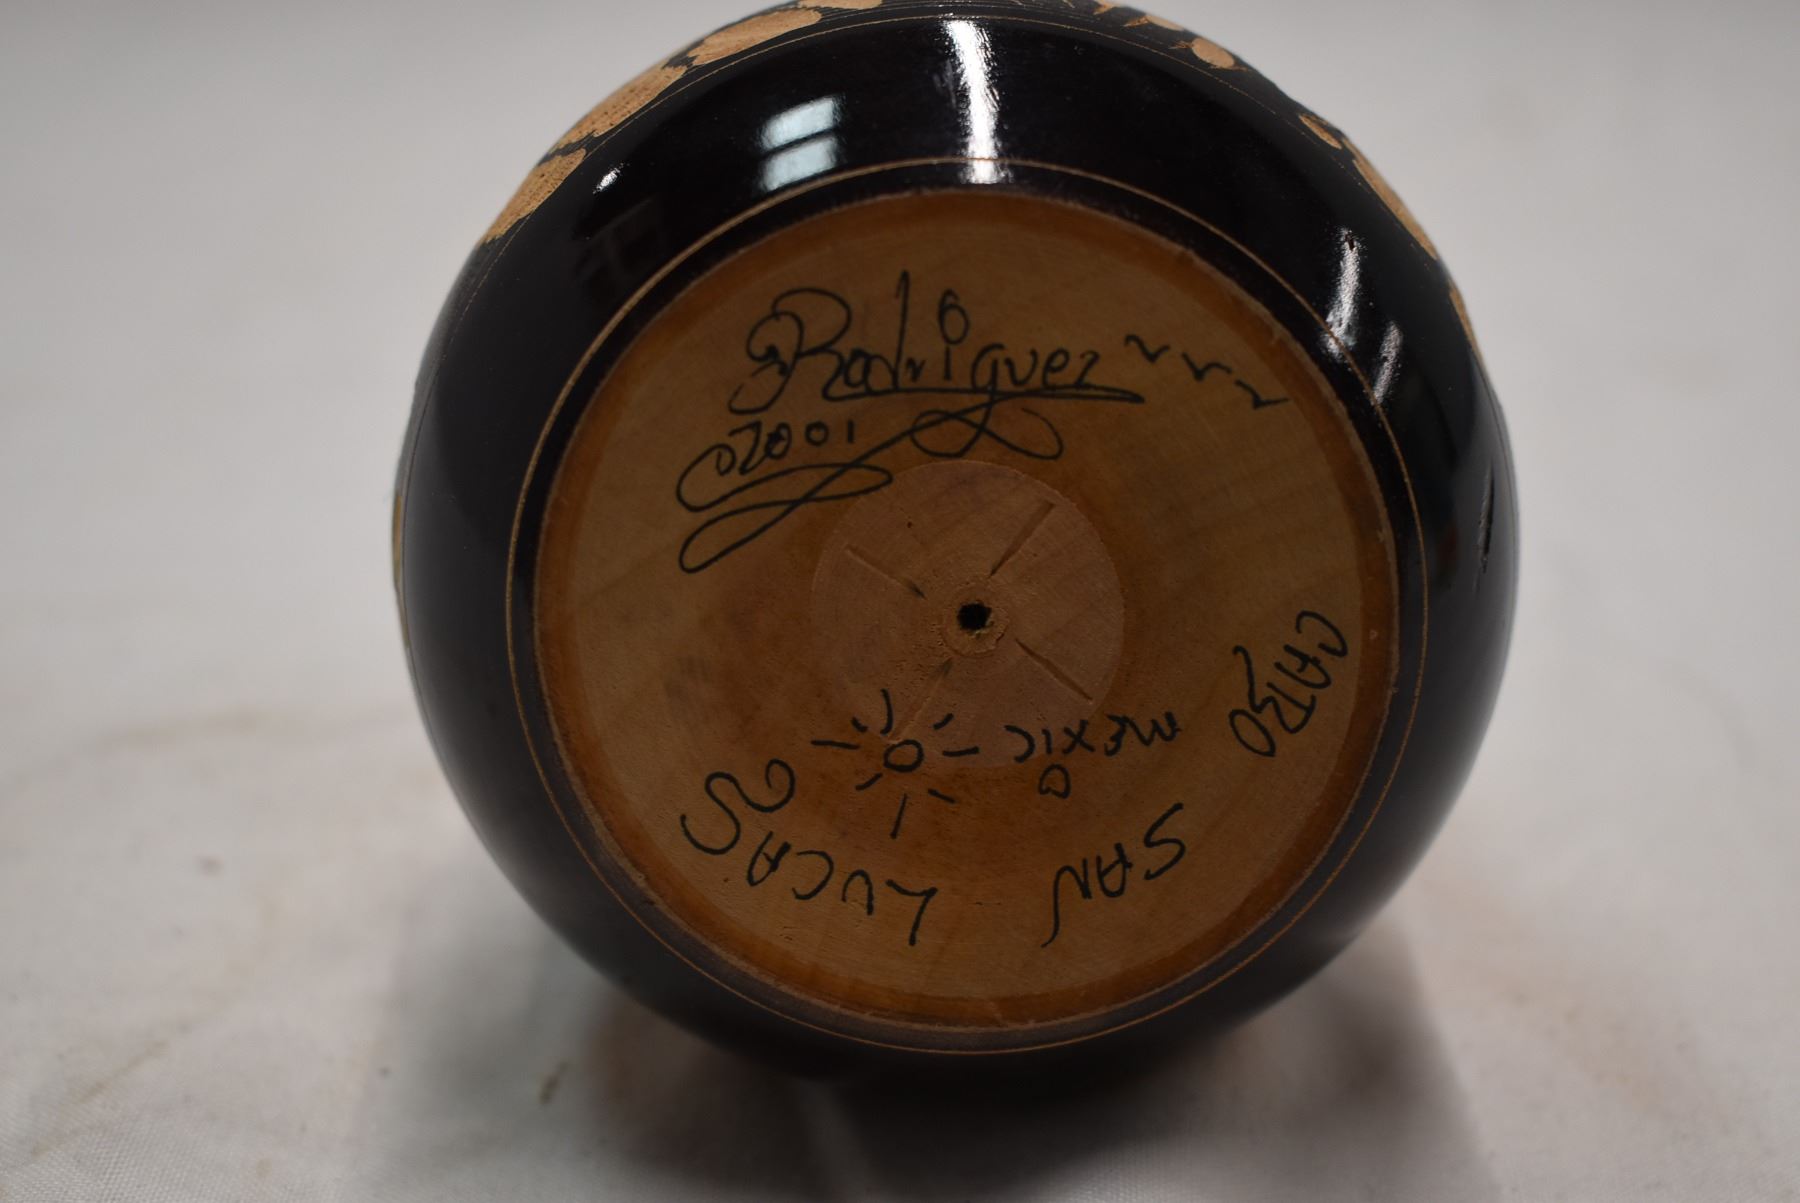 Rodriguez
2001
CABO
SAN LUCAS
MEXICO